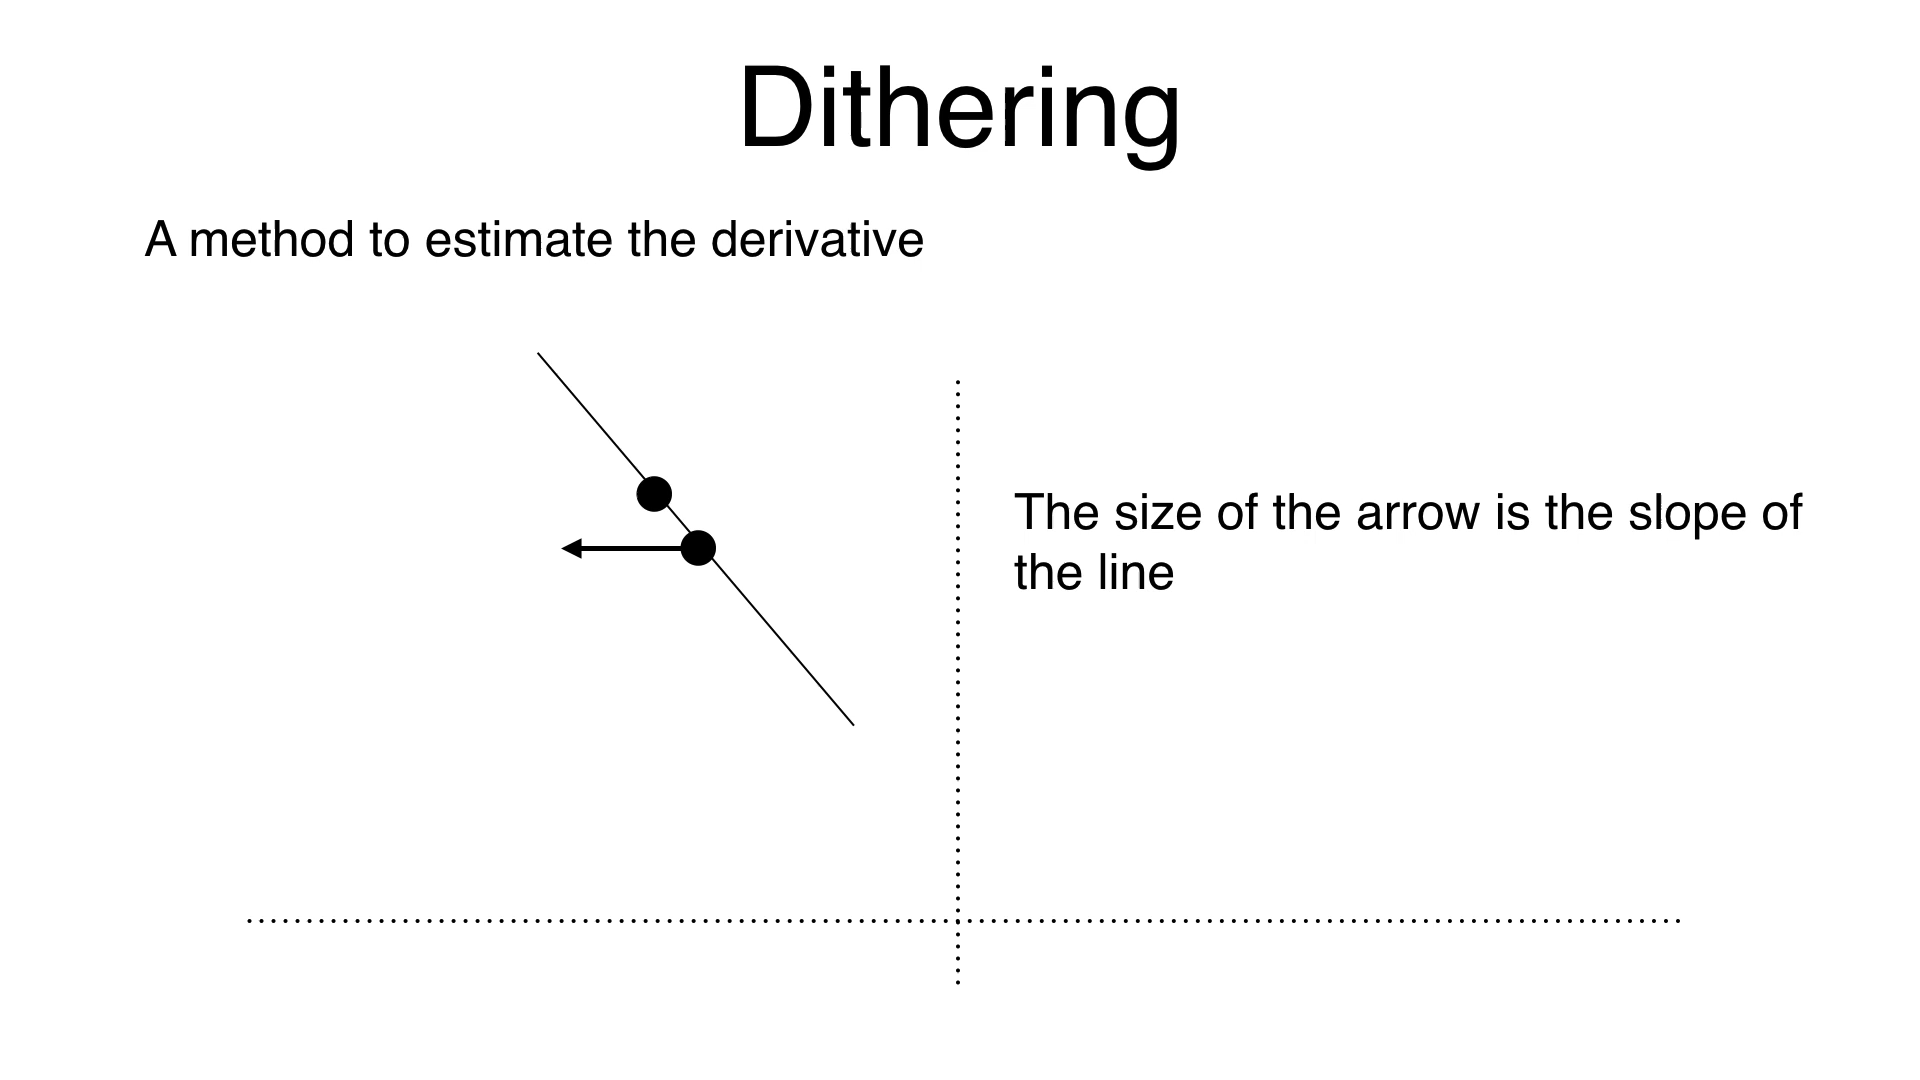 Dithering
A method to estimate the derivative
The size of the arrow is the slope of
the line